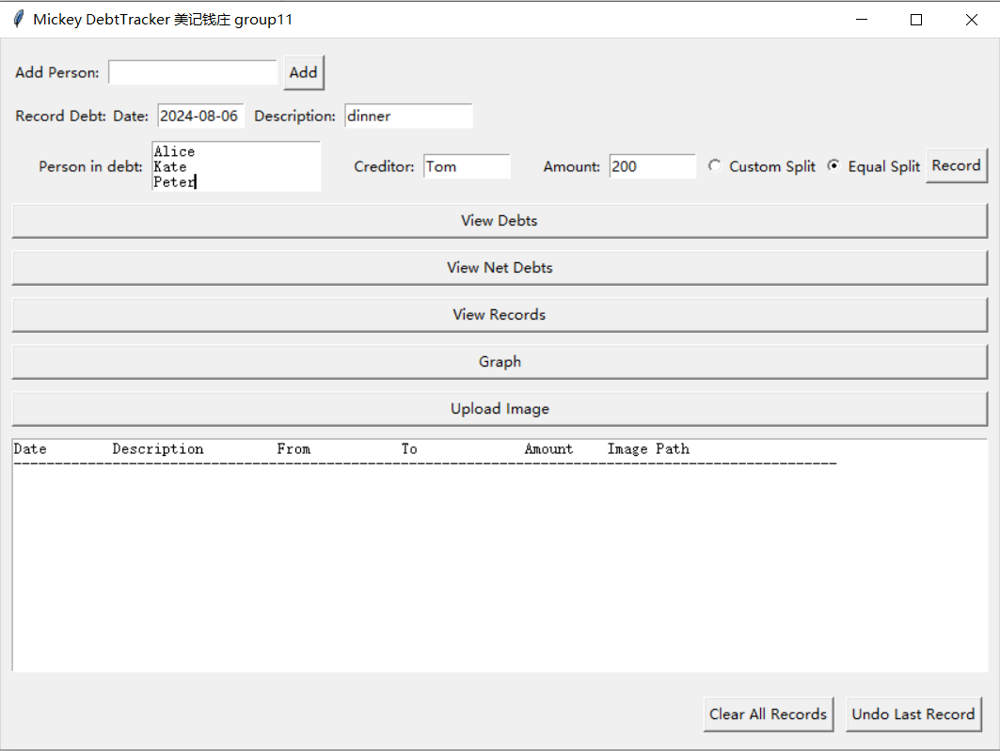 Mickey DebtTracker 美记钱庄 group11
Add Person: Add
Record Debt: Date: 2024-08-06 Description: dinner
Person in debt: Alice
Kate
Peter
Creditor: Tom Amount: 200 Custom Split Equal Split Record
View Debts
View Net Debts
View Records
Graph
Upload Image
Date Description From To Amount Image Path
Clear All Records Undo Last Record